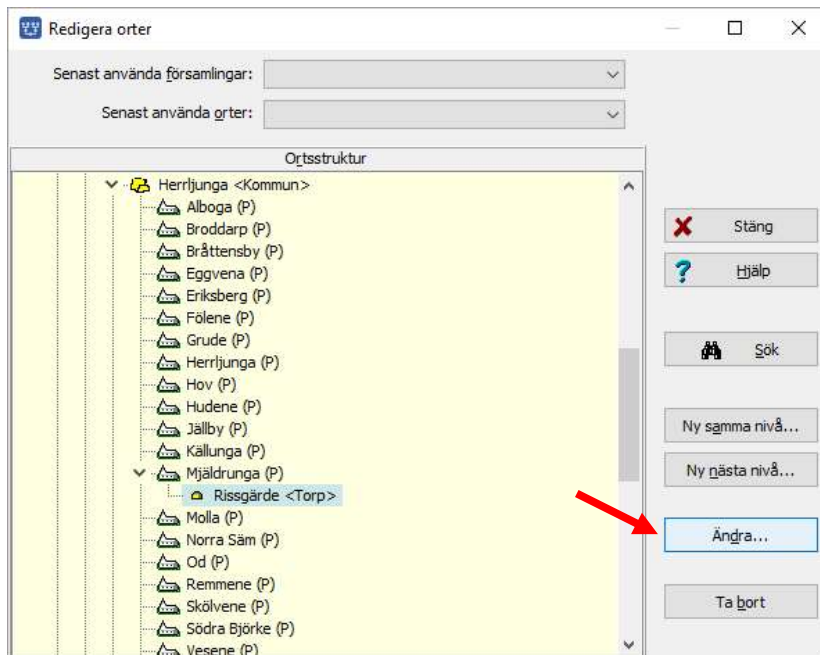 Redigera orter
Senast använda församlingar:
Senast använda orter:
Ortsstruktur
Herrljunga <Kommun>
Alboga (P)
Broddarp (P)
Bråttensby (P)
Eggvena (P)
Eriksberg (P)
Fölene (P)
Grude (P)
Herrljunga (P)
Hov (P)
Hudene (P)
Jällby (P)
Källunga (P)
Mjäldrunga (P)
Rissgärde <Torp>
Molla (P)
Norra Säm (P)
Od (P)
Remmene (P)
Skölvene (P)
Södra Björke (P)
Vesene (P)
Stäng
Hjälp
Sök
Ny samma nivå...
Ny nästa nivå...
Ändra...
Ta bort